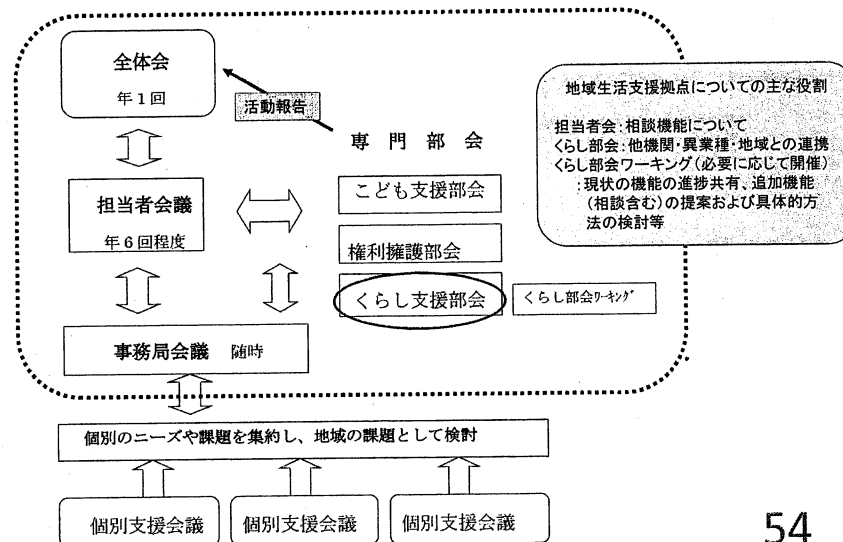 全体会
年1回
活動報告
専門部会
担当者会議
年6回程度
こども支援部会
権利擁護部会
くらし支援部会
くらし部会ワーキング
事務局会議 随時
地域生活支援拠点についての主な役割
担当者会:相談機能について
くらし部会:他機関・異業種・地域との連携
くらし部会ワーキング(必要に応じて開催)
:現状の機能の進捗共有、追加機能
(相談含む)の提案および具体的方
法の検討等
個別のニーズや課題を集約し、地域の課題として検討
個別支援会議
個別支援会議
個別支援会議
54